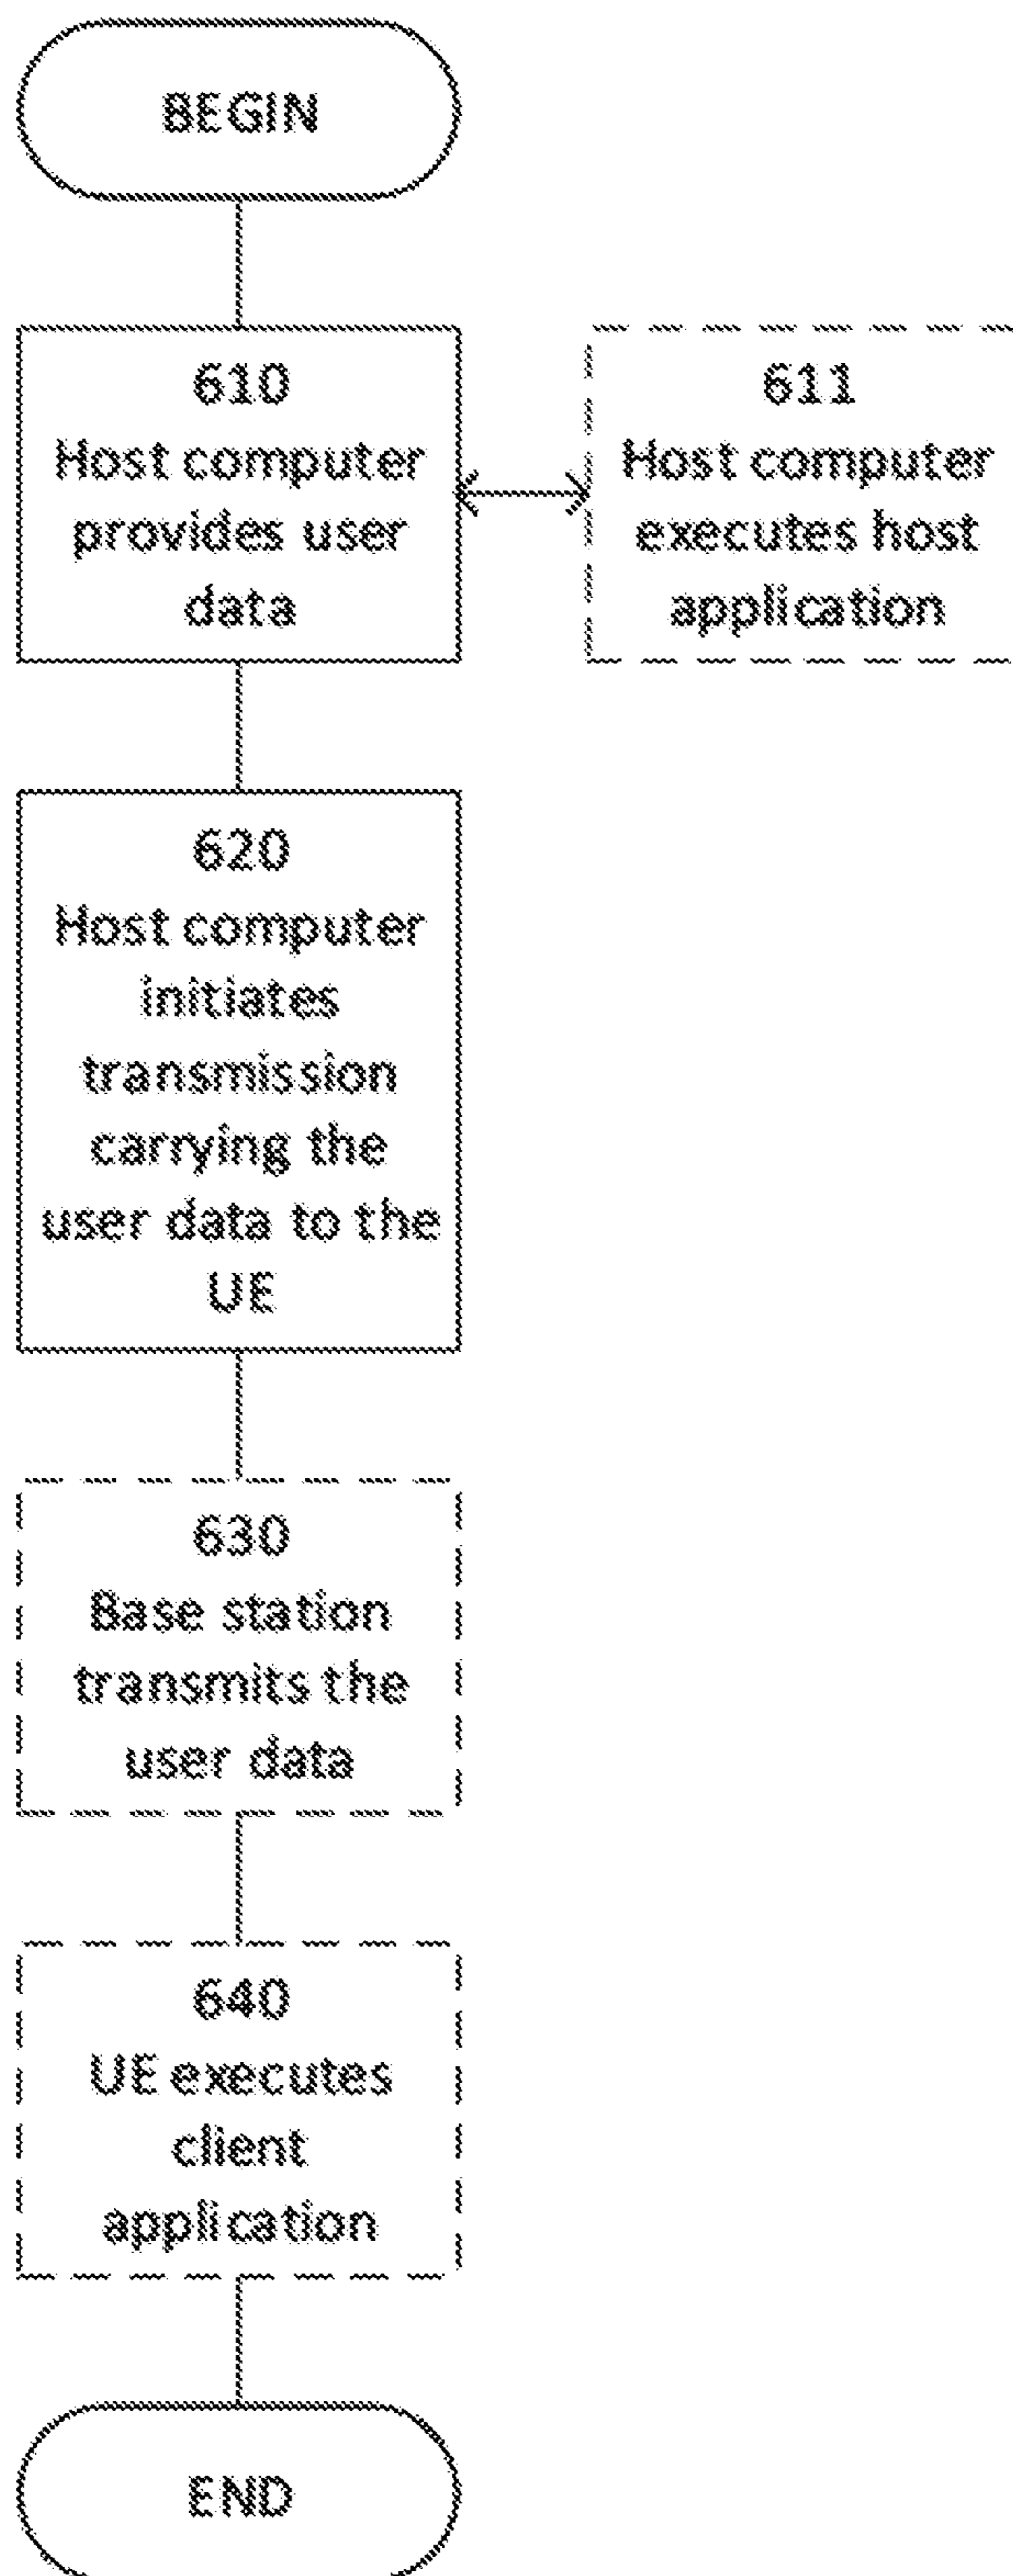 BEGIN
610
Host computer
provides user
data
611
Host computer
executes host
application
620
Host computer
initiates
transmission
carrying the
user data to the
UE
630
Base station
transmits the
user data
640
UE executes
client
application
END